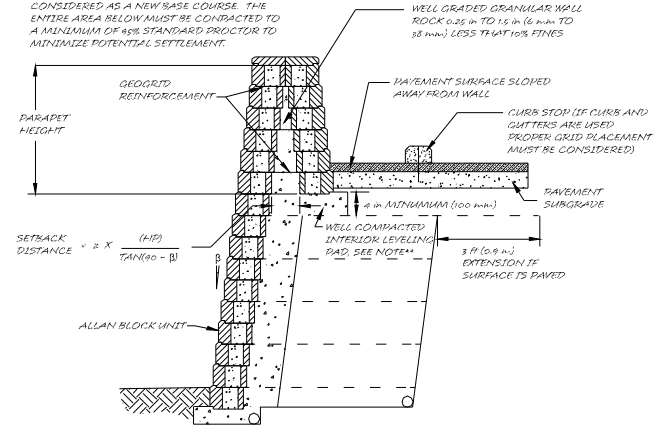 CONSIDERED AS A NEW BASE COURSE. THE
ENTIRE AREA BELOW MUST BE COMPACTED TO
A MINIMUM OF 95% STANDARD PROCTOR TO
MINIMIZE POTENTIAL SETTLEMENT.
WELL GRADED GRANULAR WALL
ROCK 0.25 in TO 1.5 in (6 mm TO
38 mm) LESS THAT 10% FINES
GEOGRID
REINFORCEMENT
PAVEMENT SURFACE SLOPED
AWAY FROM WALL
PARAPET
HEIGHT
CURB STOP (IF CURB AND
GUTTERS ARE USED
PROPER GRID PLACEMENT
MUST BE CONSIDERED)
PAVEMENT
SUBGRADE
4 in MINUMUM (100 mm)
SETBACK
DISTANCE = 2 X (HP)
TAN(90 - β)
β
WELL COMPACTED
INTERIOR LEVELING
PAD, SEE NOTE**
3 ft (0.9 m)
EXTENSION IF
SURFACE IS PAVED
ALLAN BLOCK UNIT